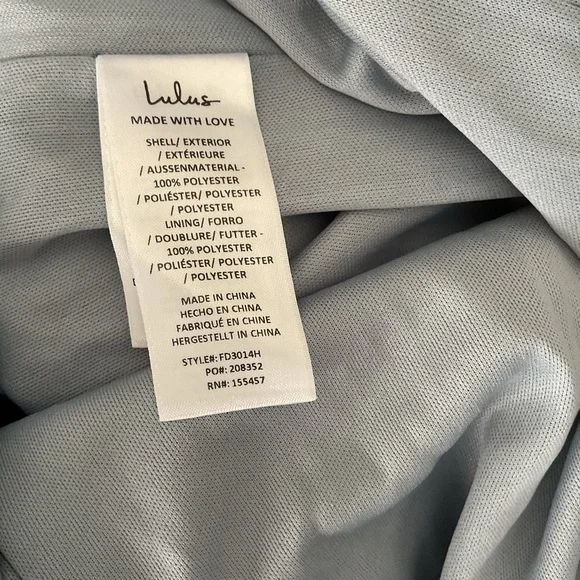 Lulus
MADE WITH LOVE
SHELL/ EXTERIOR
/ EXTÉRIEURE
/ AUSSENMATERIAL -
100% POLYESTER
/ POLIÉSTER/ POLYESTER
/ POLYESTER
LINING/ FORRO
/ DOUBLURE/ FUTTER -
100% POLYESTER
/ POLIÉSTER/ POLYESTER
/ POLYESTER
MADE IN CHINA
HECHO EN CHINA
FABRIQUÉ EN CHINE
HERGESTELLT IN CHINA
STYLE#: FD3014H
PO#: 208352
RN#: 155457